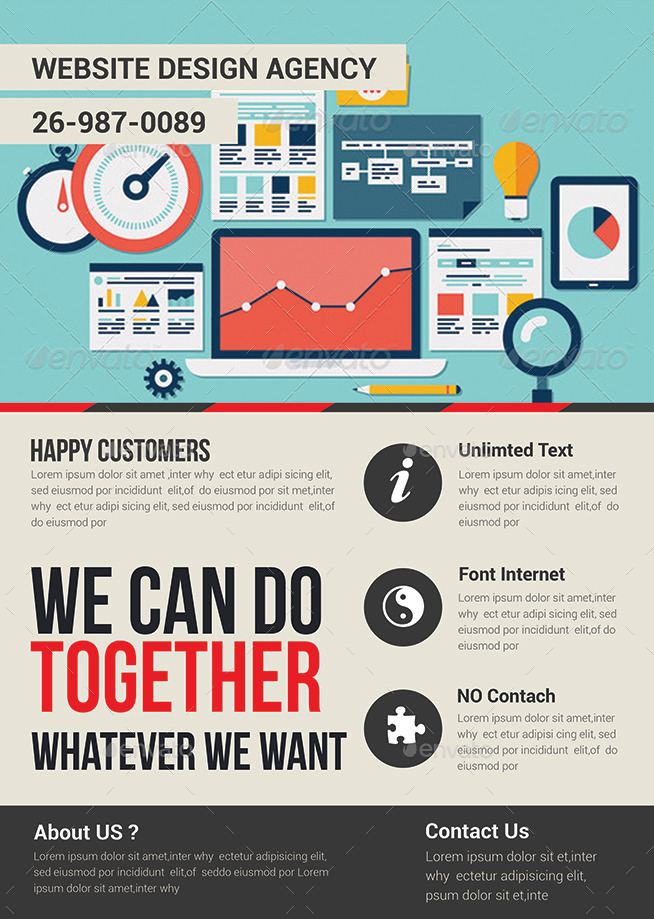 WEBSITE DESIGN AGENCY
26-987-0089
HAPPY CUSTOMERS
Lorem ipsum dolor sit amet ,inter why  ect etur adipi sicing elit,
sed eiusmod por incididunt  elit,of do eiusmod por sit met,inter
why  ect etur adipi sicing elit, sed eiusmod por incididunt  elit,of
do eiusmod por
WE CAN DO
TOGETHER
WHATEVER WE WANT
Unlimted Text
Lorem ipsum dolor sit amet,inter
why  ect etur adipis icing elit, sed
eiusmod por incididunt  elit,of  do
eiusmod por
Font Internet
Lorem ipsum dolor sit amet,inter
why  ect etur adipi sicing elit, sed
eiusmod por incididunt  elit,of do
eiusmod por
NO Contach
Lorem ipsum dolor sit amet,inter
why  ect etur adipi sicing elit, sed
eiusmod por incididunt  elit,of  do
eiusmod por
About US ?
Lorem ipsum dolor sit amet,inter why  ectetur adipisicing elit,
sed eiusmod por incididunt  elit,of seddo eiusmod por Lorem
ipsum dolor sit amet,inter why
Contact Us
Lorem ipsum dolor sit et,inter
why  ectetur adipisicing elit,
psum dolor sit et,inte
envato